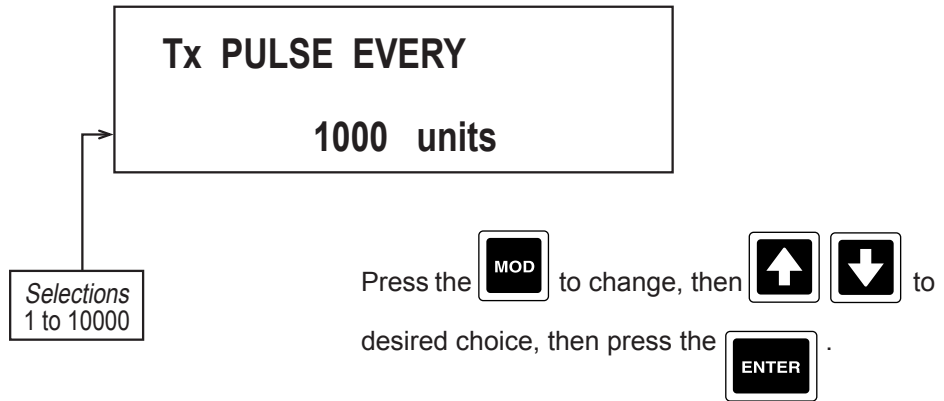 Tx PULSE EVERY
1000 units
Selections
1 to 10000
Press the MOD to change, then to
desired choice, then press the ENTER .